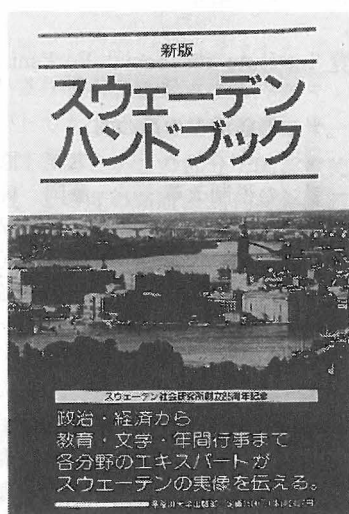 新版
スウェーデン
ハンドブック
スウェーデン社会研究所創立25周年記念
政治・経済から
教育・文学・年間行事まで
各分野のエキスパートが
スウェーデンの実像を伝える。